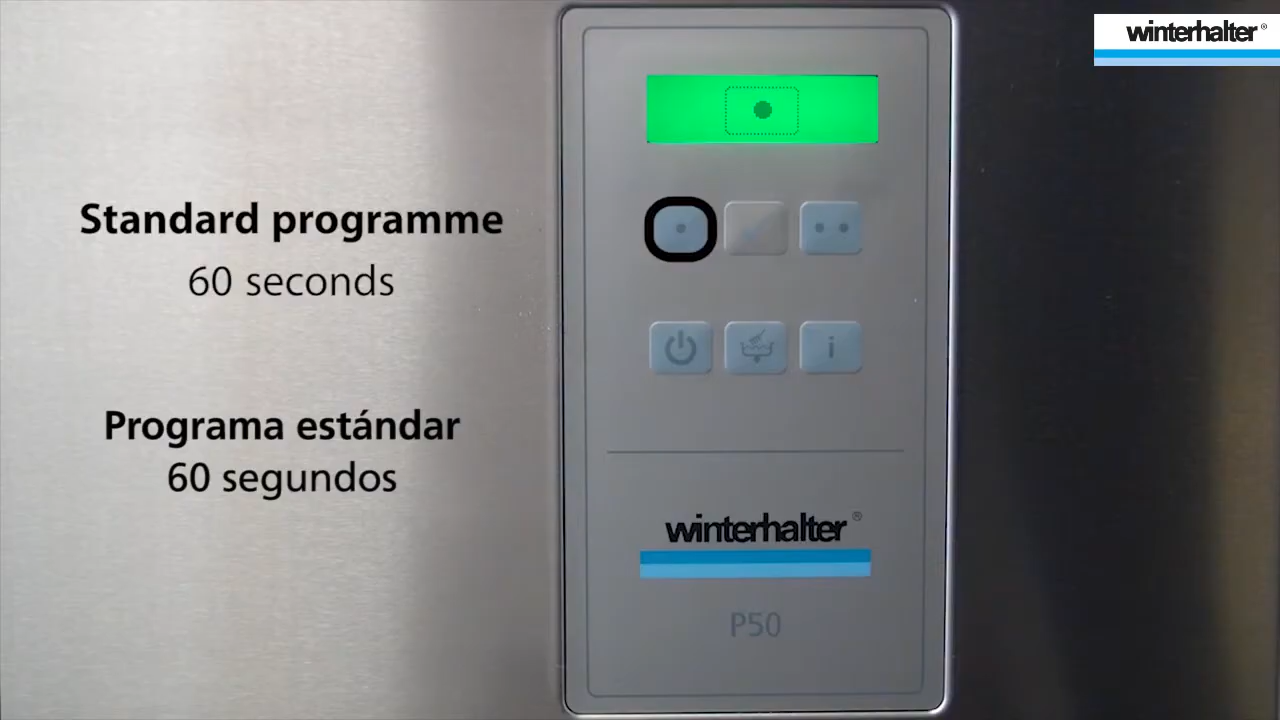 winterhalter®
Standard programme
60 seconds
Programa estándar
60 segundos
i
winterhalter®
P50